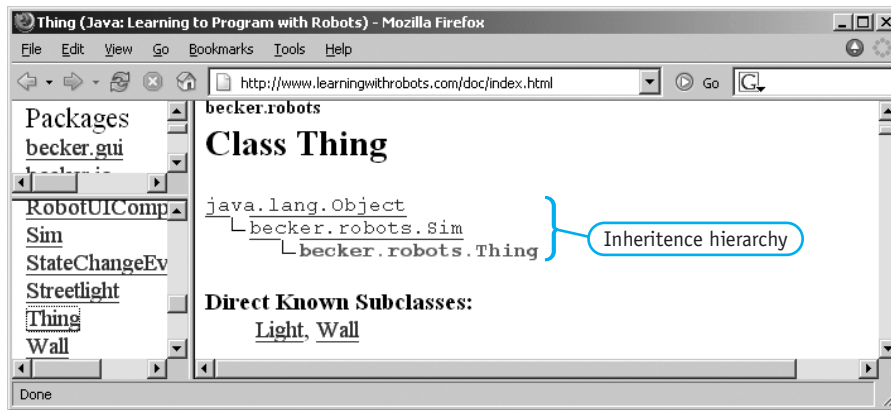 Thing (Java: Learning to Program with Robots) - Mozilla Firefox
File Edit View Go Bookmarks Tools Help
http://www.learningwithrobots.com/doc/index.html Go G
Packages
becker.gui
RobotUIComp
Sim
StateChangeEv
Streetlight
Thing
Wall
becker.robots
Class Thing
java.lang.Object
becker.robots.Sim
becker.robots.Thing
Inheritence hierarchy
Direct Known Subclasses:
Light, Wall
Done